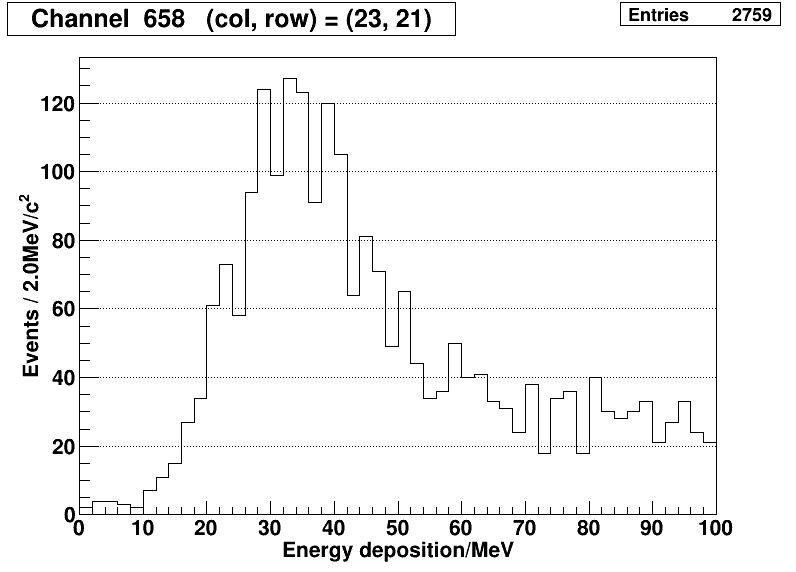 Channel 658 (col, row) = (23, 21)
Entries 2759
Events / 2.0MeV/c²
120
100
80
60
40
20
0
0 10 20 30 40 50 60 70 80 90 100
Energy deposition/MeV